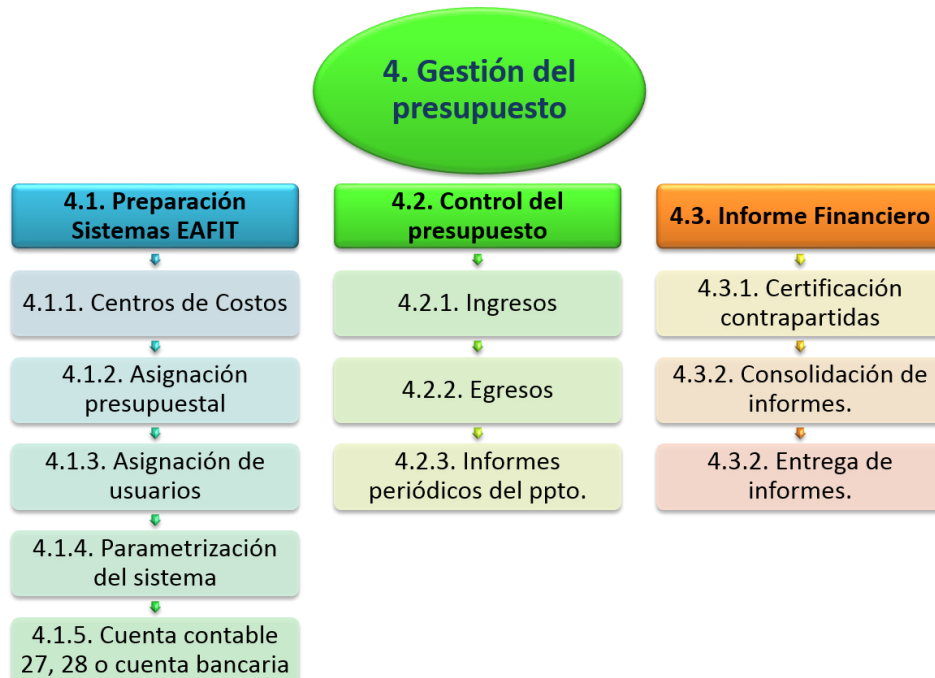 4. Gestión del
presupuesto
4.1. Preparación
Sistemas EAFIT
4.1.1. Centros de Costos
4.1.2. Asignación
presupuestal
4.1.3. Asignación de
usuarios
4.1.4. Parametrización
del sistema
4.1.5. Cuenta contable
27, 28 o cuenta bancaria
4.2. Control del
presupuesto
4.2.1. Ingresos
4.2.2. Egresos
4.2.3. Informes
periódicos del ppto.
4.3. Informe Financiero
4.3.1. Certificación
contrapartidas
4.3.2. Consolidación de
informes.
4.3.2. Entrega de
informes.